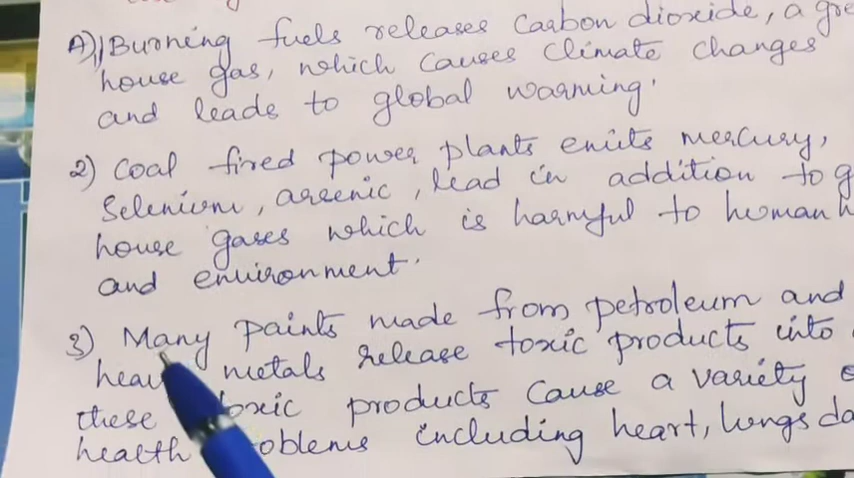 A) 1) Burning fuels releases Carbon dioxide, a gre
house gas, which causes Climate changes
and leads to global warming.
2) Coal fired power plants emits mercury,
Selenium, arsenic, lead in addition to g
house gases which is harmful to human h
and environment.
3) Many paints made from petroleum and
heav metals release toxic products into
these toxic products cause a variety
health problems including heart, lungs da